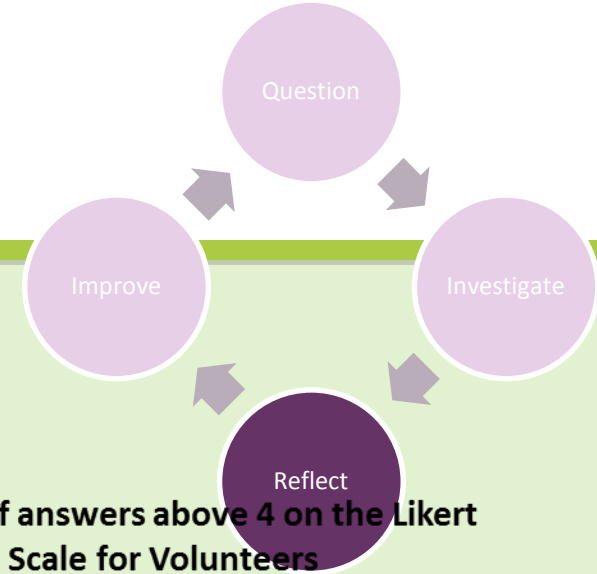 Question
Improve
Investigate
Reflect
f answers above 4 on the Likert
Scale for Volunteers